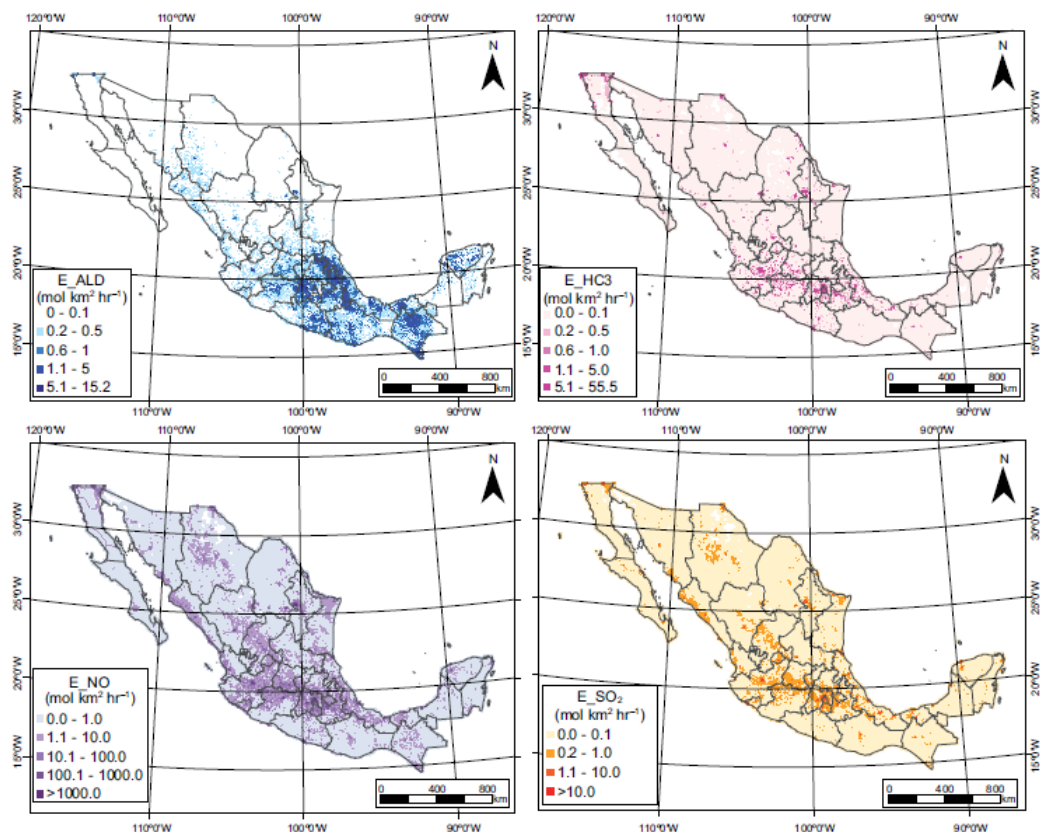 120°0'W 110°0'W 100°0'W 90°0'W
N
30°0'W
25°0'W
20°0'W
15°0'W
E_ALD
(mol km² hr⁻¹)
0 - 0.1
0.2 - 0.5
0.6 - 1
1.1 - 5
5.1 - 15.2
0 400 800
km
110°0'W 100°0'W 90°0'W
120°0'W 110°0'W 100°0'W 90°0'W
N
30°0'W
25°0'W
20°0'W
15°0'W
E_HC3
(mol km² hr⁻¹)
0.0 - 0.1
0.2 - 0.5
0.6 - 1.0
1.1 - 5.0
5.1 - 55.5
0 400 800
km
30°0'W
25°0'W
20°0'W
15°0'W
110°0'W 100°0'W 90°0'W
120°0'W 110°0'W 100°0'W 90°0'W
N
30°0'W
25°0'W
20°0'W
15°0'W
E_NO
(mol km² hr⁻¹)
0.0 - 1.0
1.1 - 10.0
10.1 - 100.0
100.1 - 1000.0
>1000.0
0 400 800
km
110°0'W 100°0'W 90°0'W
120°0'W 110°0'W 100°0'W 90°0'W
N
E_SO₂
(mol km² hr⁻¹)
0.0 - 0.1
0.2 - 1.0
1.1 - 10.0
>10.0
0 400 800
km
30°0'W
25°0'W
20°0'W
15°0'W
110°0'W 100°0'W 90°0'W